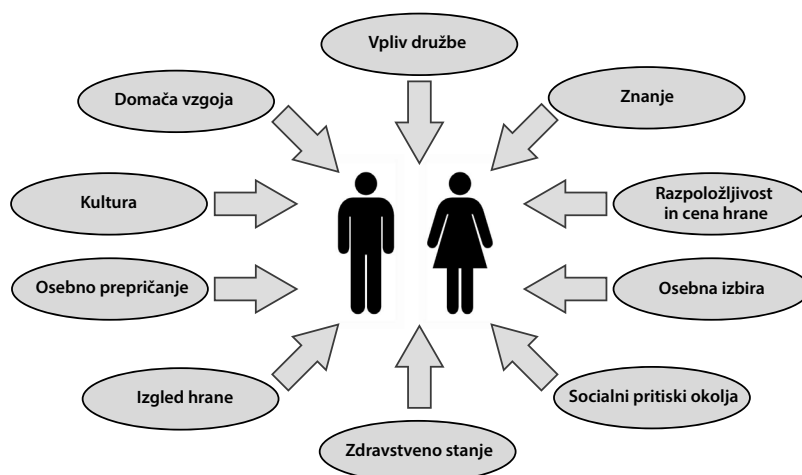 Vpliv družbe
Domača vzgoja
Znanje
Kultura
Razpoložljivost
in cena hrane
Osebno prepričanje
Osebna izbira
Izgled hrane
Socialni pritiski okolja
Zdravstveno stanje